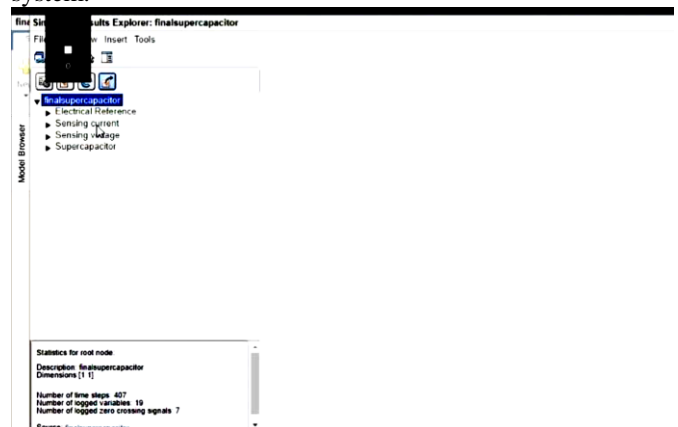 system.
Results Explorer: finalsupercapacitor
Insert Tools
finalsupercapacitor
Electrical Reference
Sensing current
Sensing voltage
Supercapacitor
Model Browser
Statistics for root node
Description finalsupercapacitor
Dimensions [1 1]
Number of time steps 407
Number of logged variables 19
Number of logged zero crossing signals 7